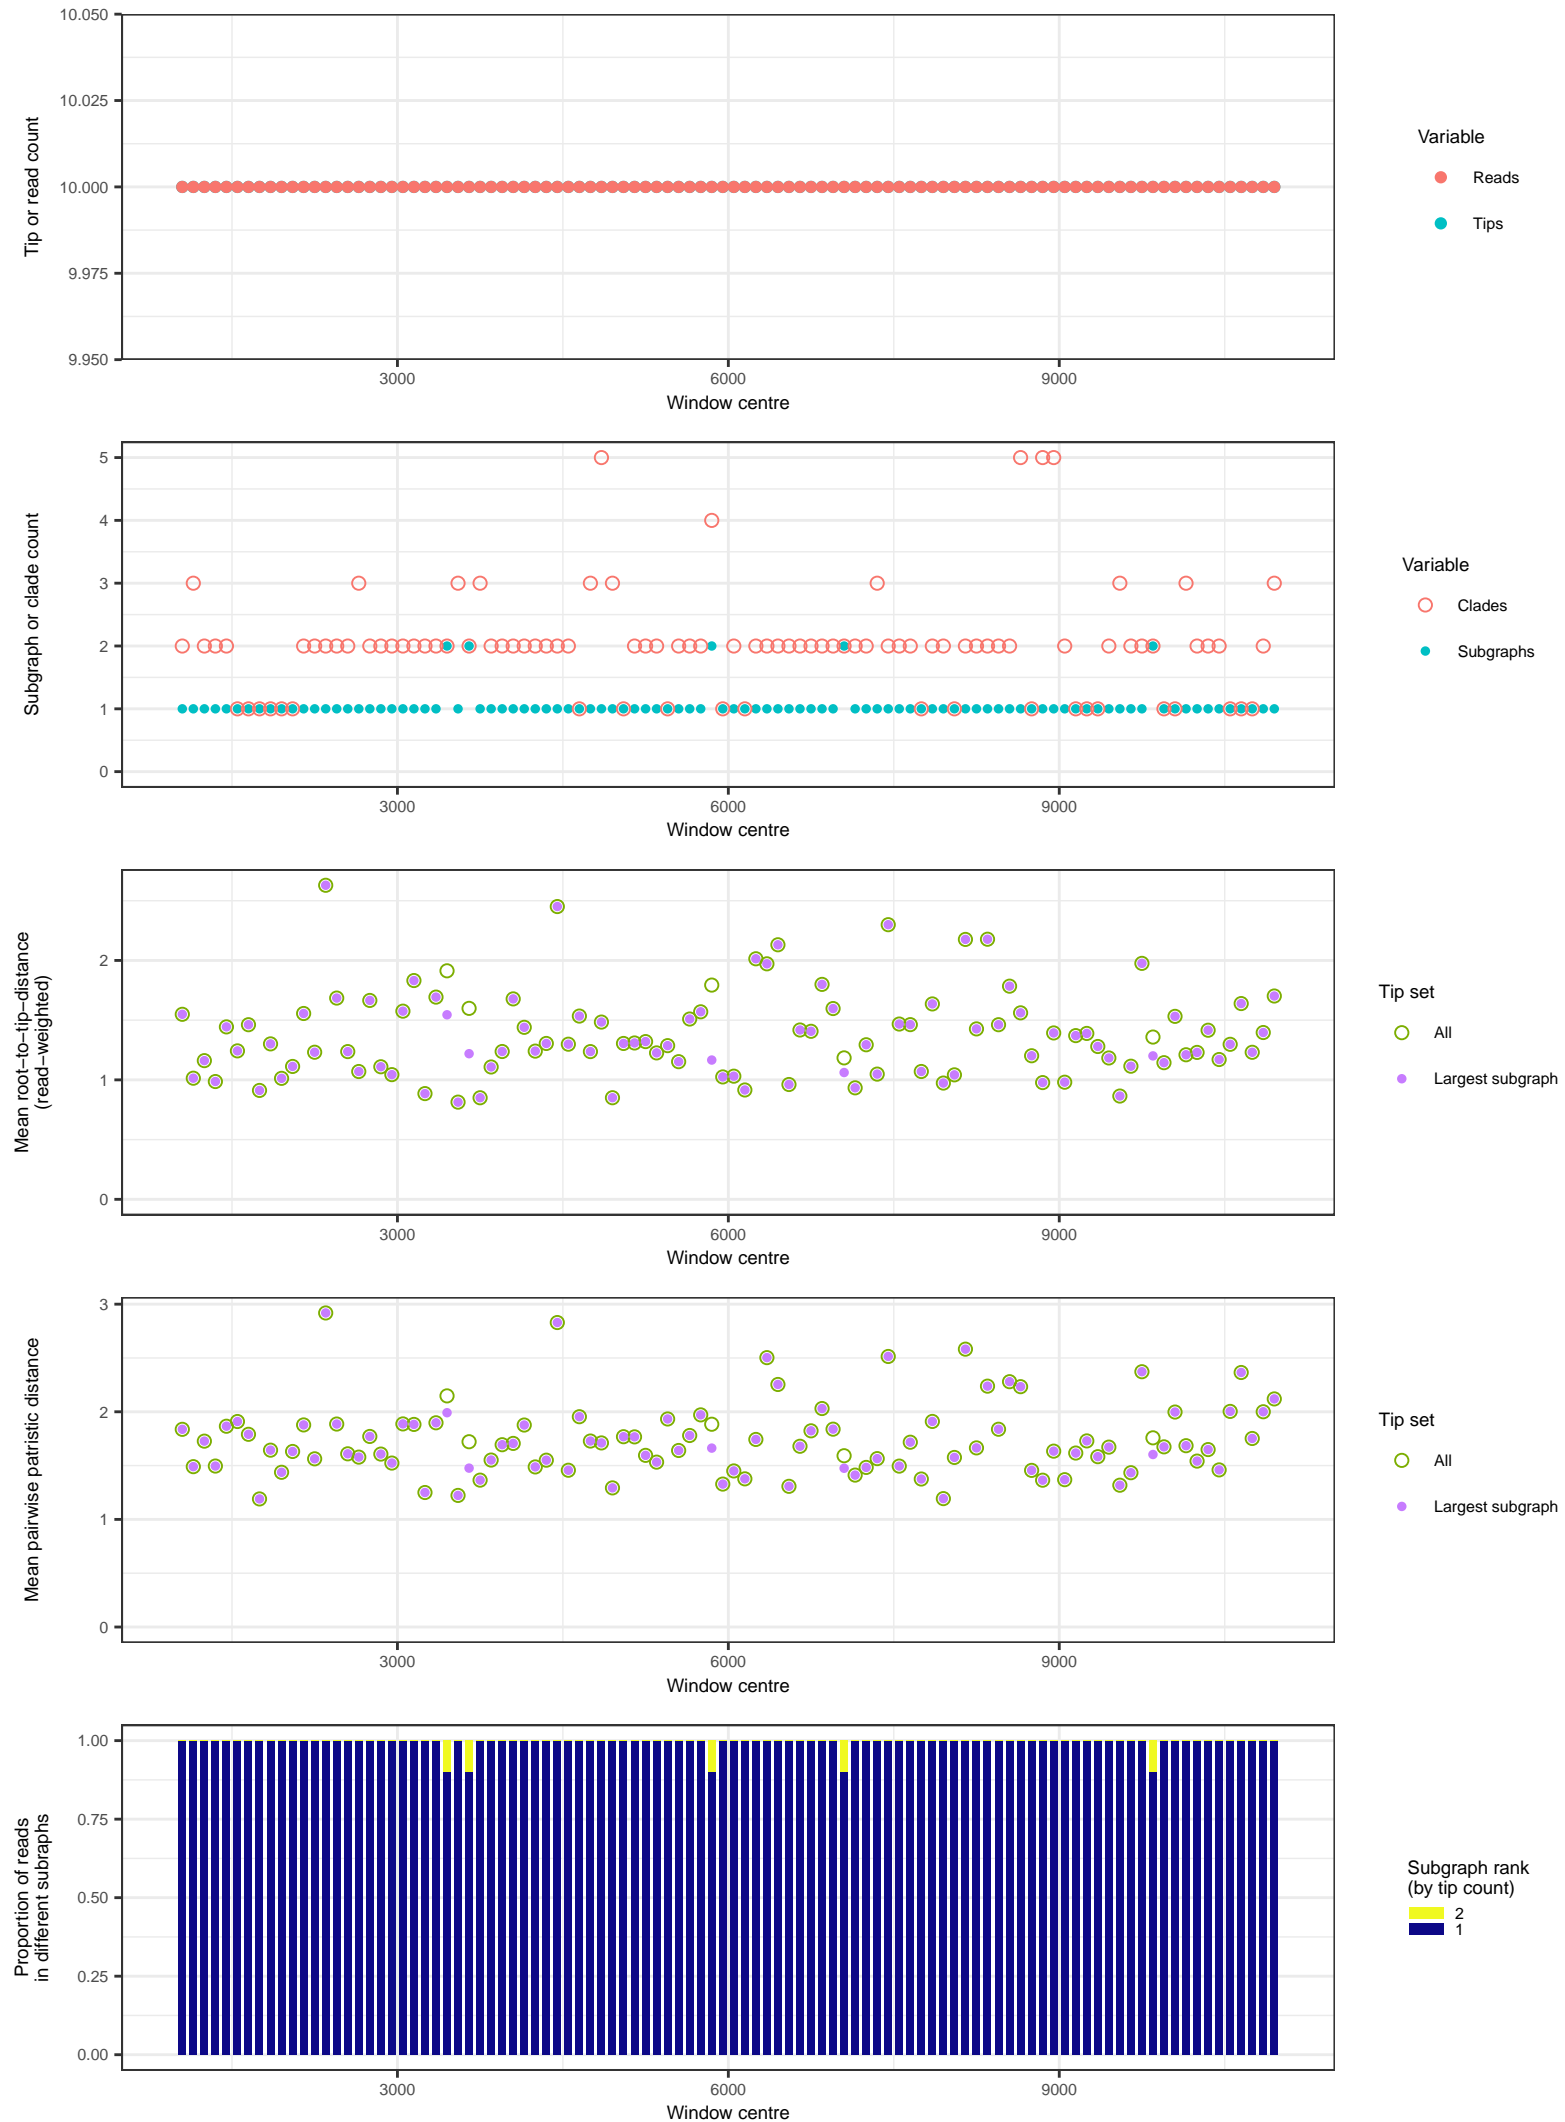 10.050
10.025
10.000
9.975
9.950
Tip or read count
3000
6000
9000
Window centre
Variable
Reads
Tips
5
4
3
2
1
0
Subgraph or clade count
3000
6000
9000
Window centre
Variable
Clades
Subgraphs
2
1
0
Mean root−to−tip−distance
(read−weighted)
3000
6000
9000
Window centre
Tip set
All
Largest subgraph
3
2
1
0
Mean pairwise patristic distance
3000
6000
9000
Window centre
Tip set
All
Largest subgraph
1.00
0.75
0.50
0.25
0.00
Proportion of reads
in different subraphs
3000
6000
9000
Window centre
Subgraph rank
(by tip count)
2
1